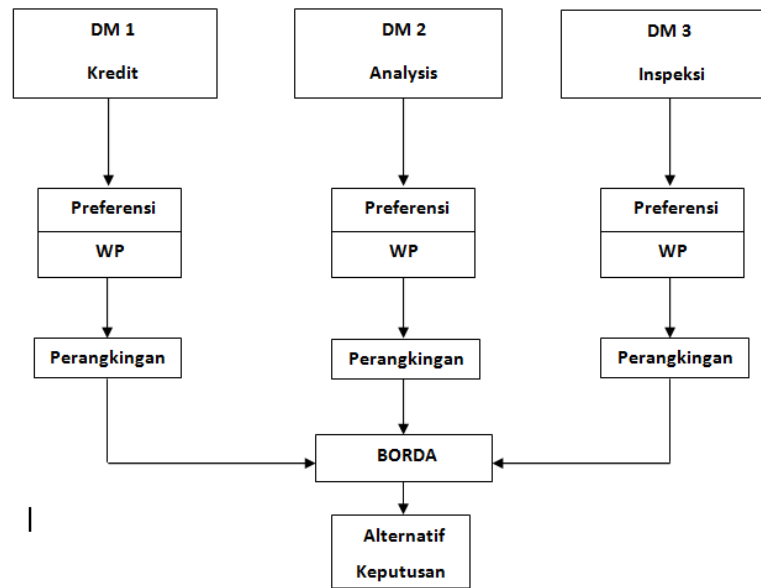 DM 1
Kredit
DM 2
Analysis
DM 3
Inspeksi
Preferensi
WP
Preferensi
WP
Preferensi
WP
Perangkingan
Perangkingan
Perangkingan
BORDA
Alternatif
Keputusan